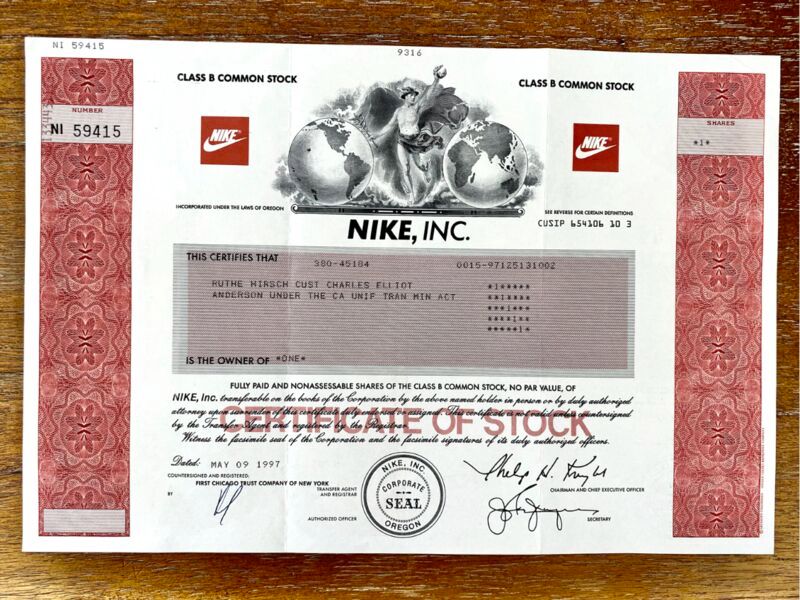 NI 59415
9316
CLASS B COMMON STOCK
CLASS B COMMON STOCK
NUMBER
NI 59415
SHARES
*1*
NIKE
NIKE
INCORPORATED UNDER THE LAWS OF OREGON
SEE REVERSE FOR CERTAIN DEFINITIONS
CUSIP 654106 10 3
NIKE, INC.
THIS CERTIFIES THAT
380-45184
0015-97125131002
RUTHE HIRSCH CUST CHARLES ELLIOT
*1*****
ANDERSON UNDER THE CA UNIF TRAN MIN ACT
**1****
***1***
****1**
*****1*
IS THE OWNER OF *ONE*
FULLY PAID AND NONASSESSABLE SHARES OF THE CLASS B COMMON STOCK, NO PAR VALUE, OF
NIKE, Inc. transferable on the books of the Corporation by the above named holder in person or by duly authorized
attorney upon surrender of this certificate duly endorsed or assigned. This certificate is not valid unless countersigned
by the Transfer Agent and registered by the Registrar.
CERTIFICATE OF STOCK
Witness the facsimile seal of the Corporation and the facsimile signatures of its duly authorized officers.
Dated: MAY 09 1997
COUNTERSIGNED AND REGISTERED:
FIRST CHICAGO TRUST COMPANY OF NEW YORK
BY
TRANSFER AGENT
AND REGISTRAR
AUTHORIZED OFFICER
NIKE, INC.
CORPORATE
SEAL
OREGON
Philip H. Knight
CHAIRMAN AND CHIEF EXECUTIVE OFFICER
SECRETARY